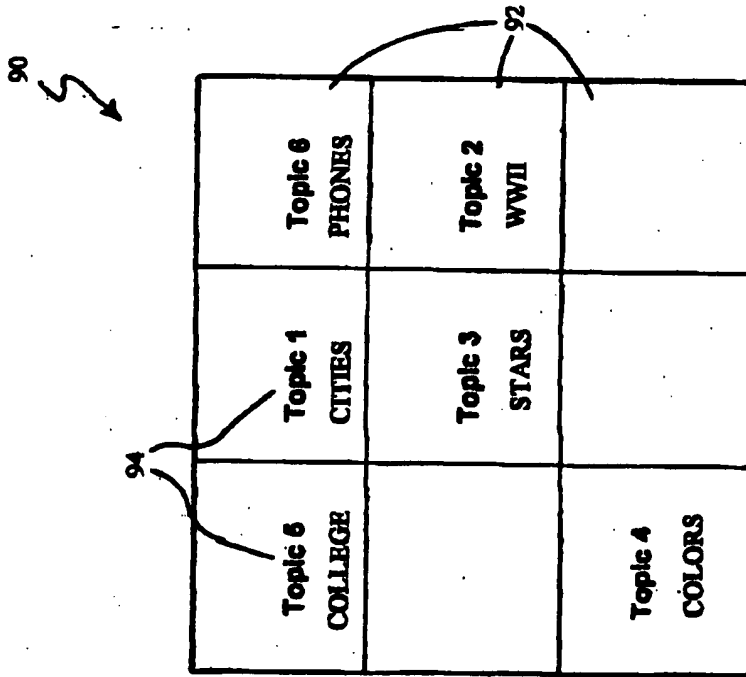 90
94
Topic 5
COLLEGE
Topic 1
CITIES
Topic 6
PHONES
Topic 3
STARS
Topic 2
WWII
92
Topic 4
COLORS